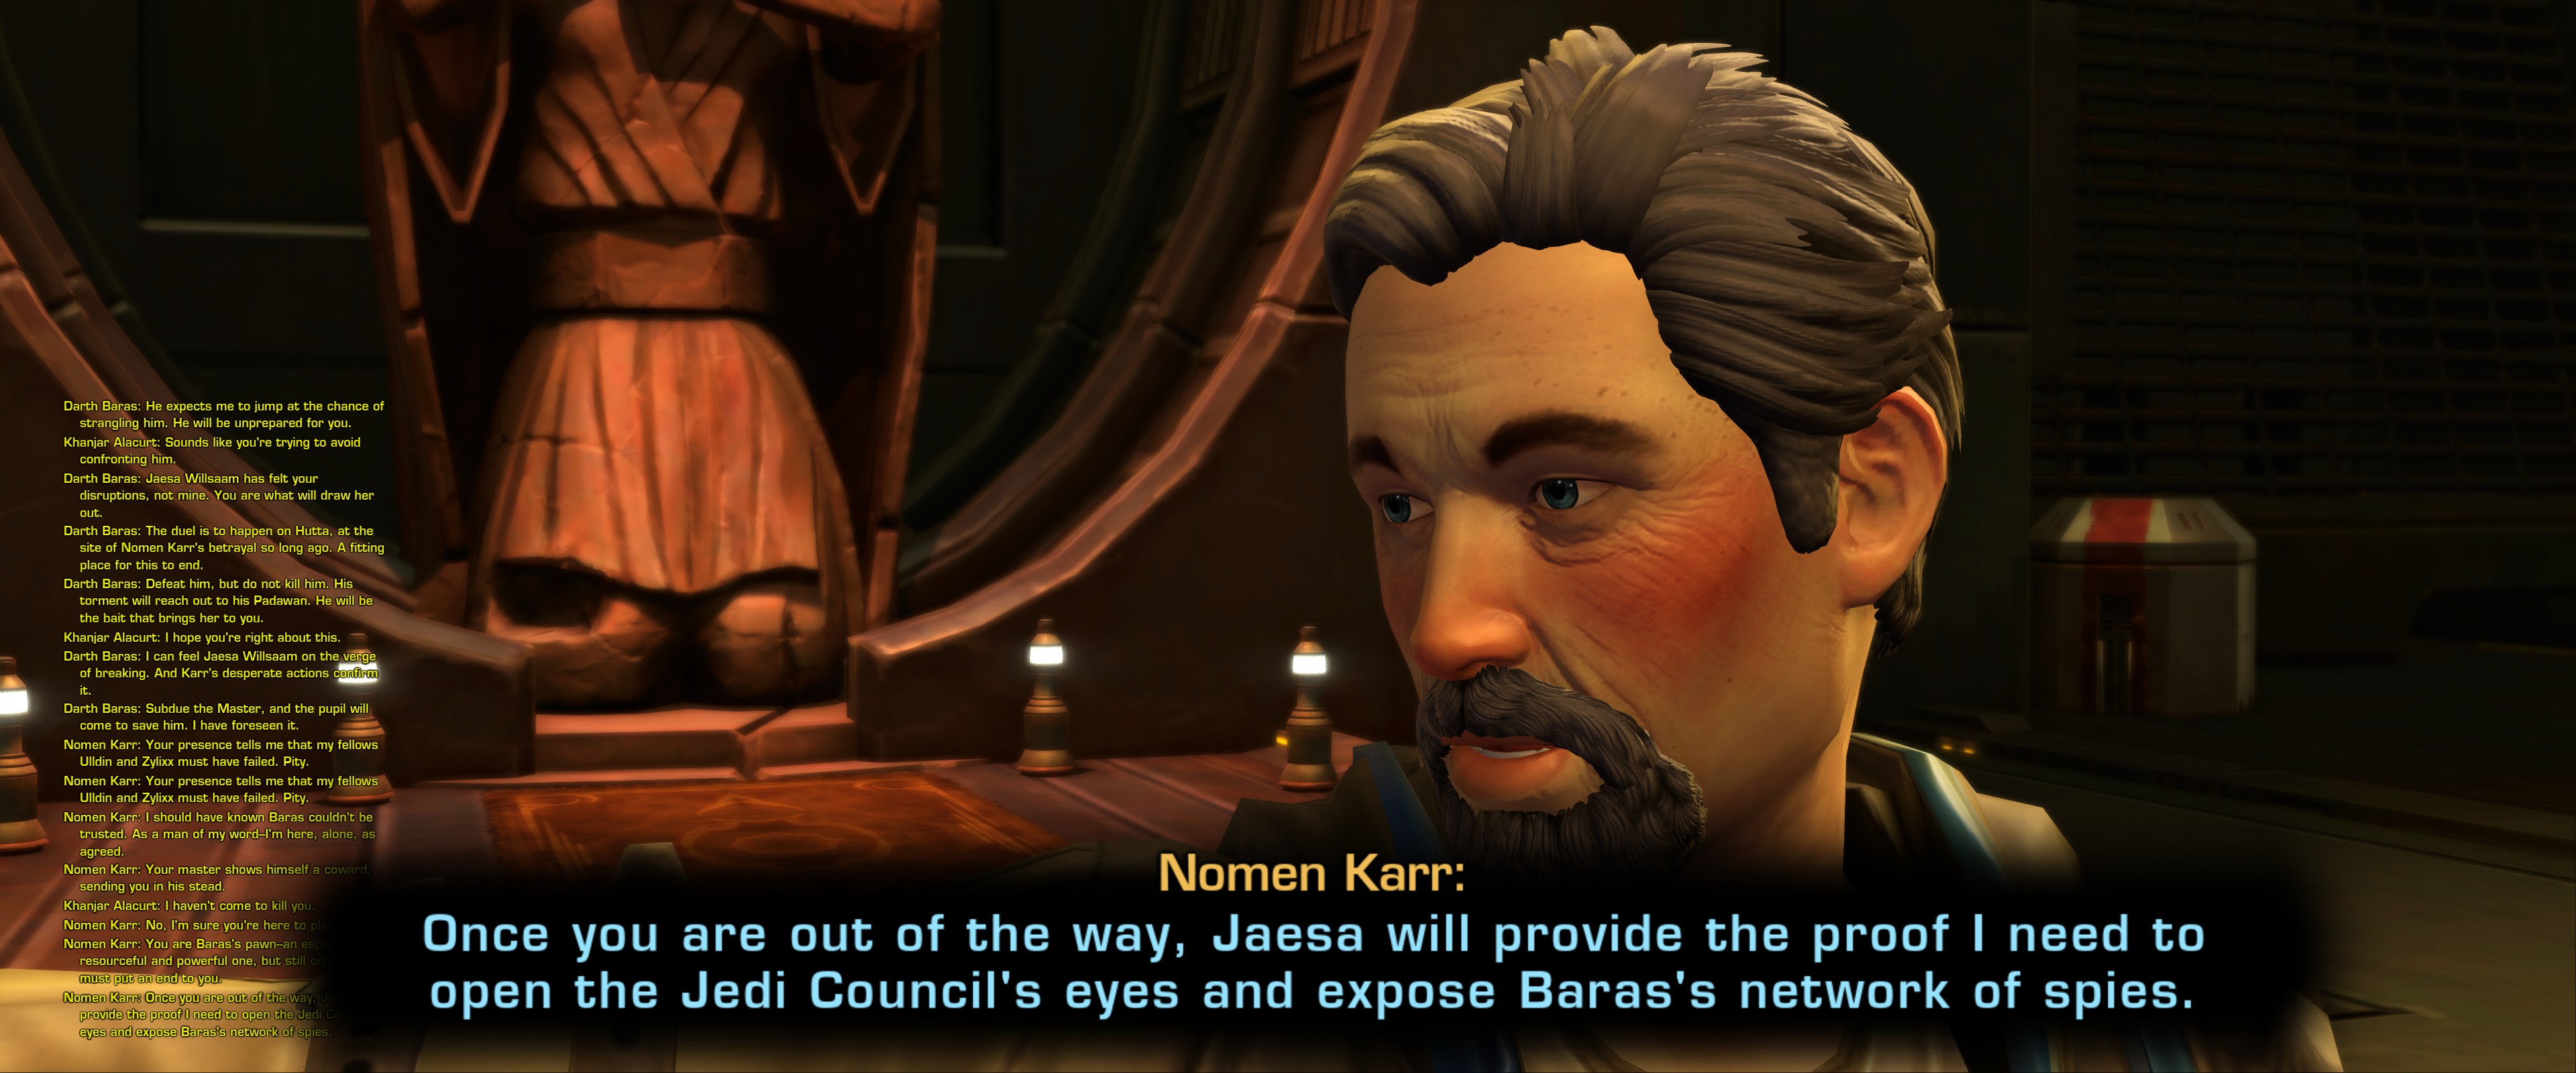 Darth Baras: He expects me to jump at the chance of
strangling him. He will be unprepared for you.
Khanjar Alacurt: Sounds like you're trying to avoid
confronting him.
Darth Baras: Jaesa Willsaam has felt your
disruptions, not mine. You are what will draw her
out.
Darth Baras: The duel is to happen on Hutta, at the
site of Nomen Karr's betrayal so long ago. A fitting
place for this to end.
Darth Baras: Defeat him, but do not kill him. His
torment will reach out to his Padawan. He will be
the bait that brings her to you.
Khanjar Alacurt: I hope you're right about this.
Darth Baras: I can feel Jaesa Willsaam on the verge
of breaking. And Karr's desperate actions confirm
it.
Darth Baras: Subdue the Master, and the pupil will
come to save him. I have foreseen it.
Nomen Karr: Your presence tells me that my fellows
Ulldin and Zylixx must have failed. Pity.
Nomen Karr: Your presence tells me that my fellows
Ulldin and Zylixx must have failed. Pity.
Nomen Karr: I should have known Baras couldn't be
trusted. As a man of my word–I'm here, alone, as
agreed.
Nomen Karr: Your master shows himself a coward,
sending you in his stead.
Khanjar Alacurt: I haven't come to kill you.
Nomen Karr: No, I'm sure you're here to
Nomen Karr: You are Baras's pawn–an
resourceful and powerful one, but still
must put an end to you.
Nomen Karr: Once you are out of the way,
provide the proof I need to open the Jedi
eyes and expose Baras's network of spies.
Nomen Karr:
Once you are out of the way, Jaesa will provide the proof I need to
open the Jedi Council's eyes and expose Baras's network of spies.